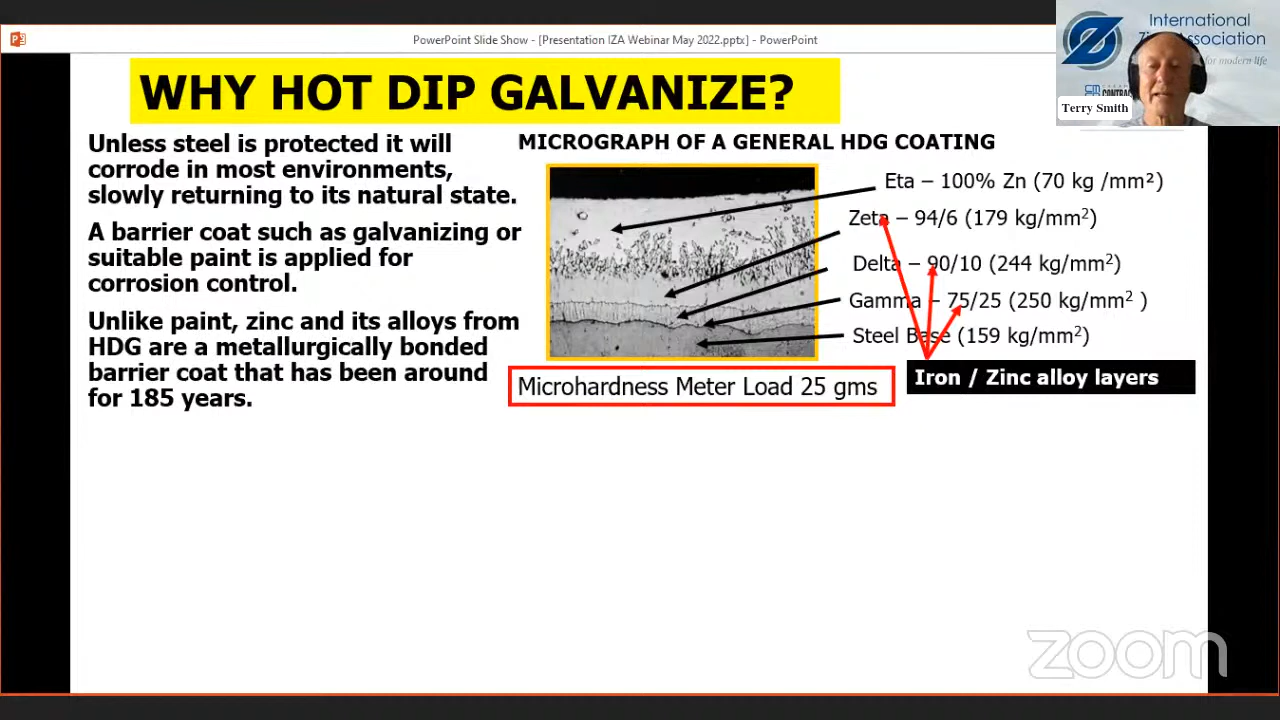 PowerPoint Slide Show - [Presentation IZA Webinar May 2022.pptx] - PowerPoint
International
Association
for modern life
Terry Smith
WHY HOT DIP GALVANIZE?
Unless steel is protected it will
corrode in most environments,
slowly returning to its natural state.
A barrier coat such as galvanizing or
suitable paint is applied for
corrosion control.
Unlike paint, zinc and its alloys from
HDG are a metallurgically bonded
barrier coat that has been around
for 185 years.
MICROGRAPH OF A GENERAL HDG COATING
Eta – 100% Zn (70 kg /mm²)
Zeta – 94/6 (179 kg/mm²)
Delta – 90/10 (244 kg/mm²)
Gamma – 75/25 (250 kg/mm² )
Steel Base (159 kg/mm²)
Iron / Zinc alloy layers
Microhardness Meter Load 25 gms
zoom